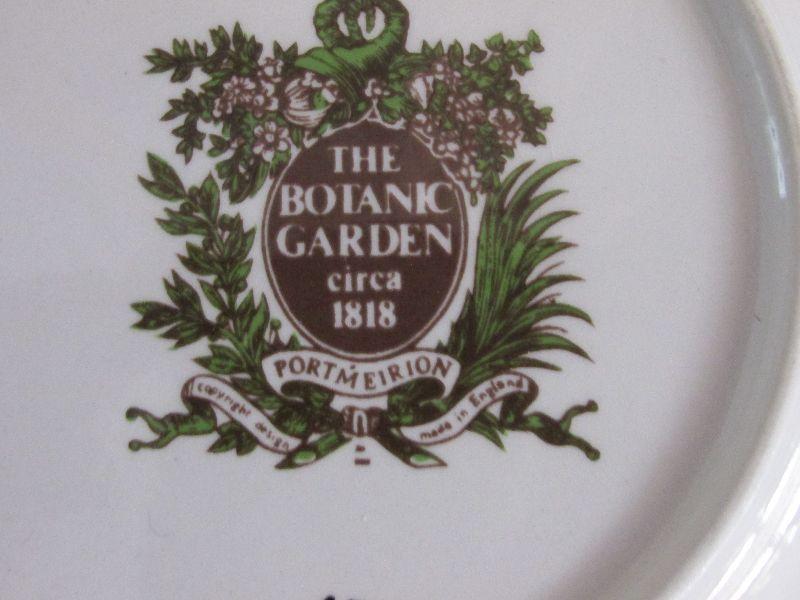 THE
BOTANIC
GARDEN
circa
1818
PORTMEIRION
copyright design
made in England